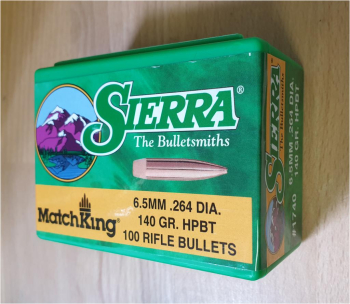 SIERRA®
The Bulletsmiths
MatchKing®
6.5MM .264 DIA.
140 GR. HPBT
100 RIFLE BULLETS
6.5MM .264 DIA.
140 GR. HPBT
#1740